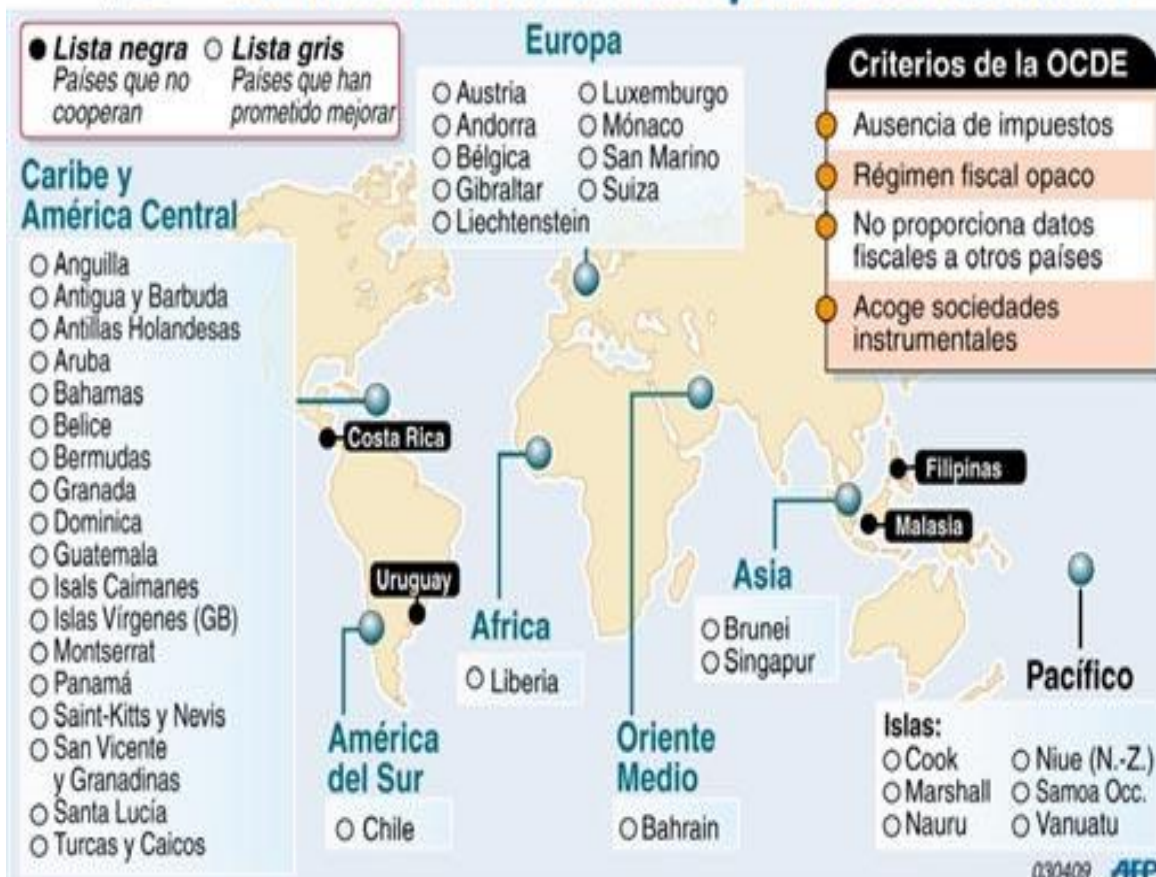 ● Lista negra
Países que no
cooperan
○ Lista gris
Países que han
prometido mejorar
Europa
○ Austria
○ Andorra
○ Bélgica
○ Gibraltar
○ Liechtenstein
○ Luxemburgo
○ Mónaco
○ San Marino
○ Suiza
Criterios de la OCDE
Ausencia de impuestos
Régimen fiscal opaco
No proporciona datos
fiscales a otros países
Acoge sociedades
instrumentales
Caribe y
América Central
○ Anguilla
○ Antigua y Barbuda
○ Antillas Holandesas
○ Aruba
○ Bahamas
○ Belice
○ Bermudas
○ Granada
○ Dominica
○ Guatemala
○ Isals Caimanes
○ Islas Vírgenes (GB)
○ Montserrat
○ Panamá
○ Saint-Kitts y Nevis
○ San Vicente
y Granadinas
○ Santa Lucía
○ Turcas y Caicos
Costa Rica
Uruguay
Filipinas
Malasia
América
del Sur
○ Chile
Africa
○ Liberia
Oriente
Medio
○ Bahrain
Asia
○ Brunei
○ Singapur
Pacífico
Islas:
○ Cook
○ Marshall
○ Nauru
○ Niue (N.-Z.)
○ Samoa Occ.
○ Vanuatu
030409 AFP